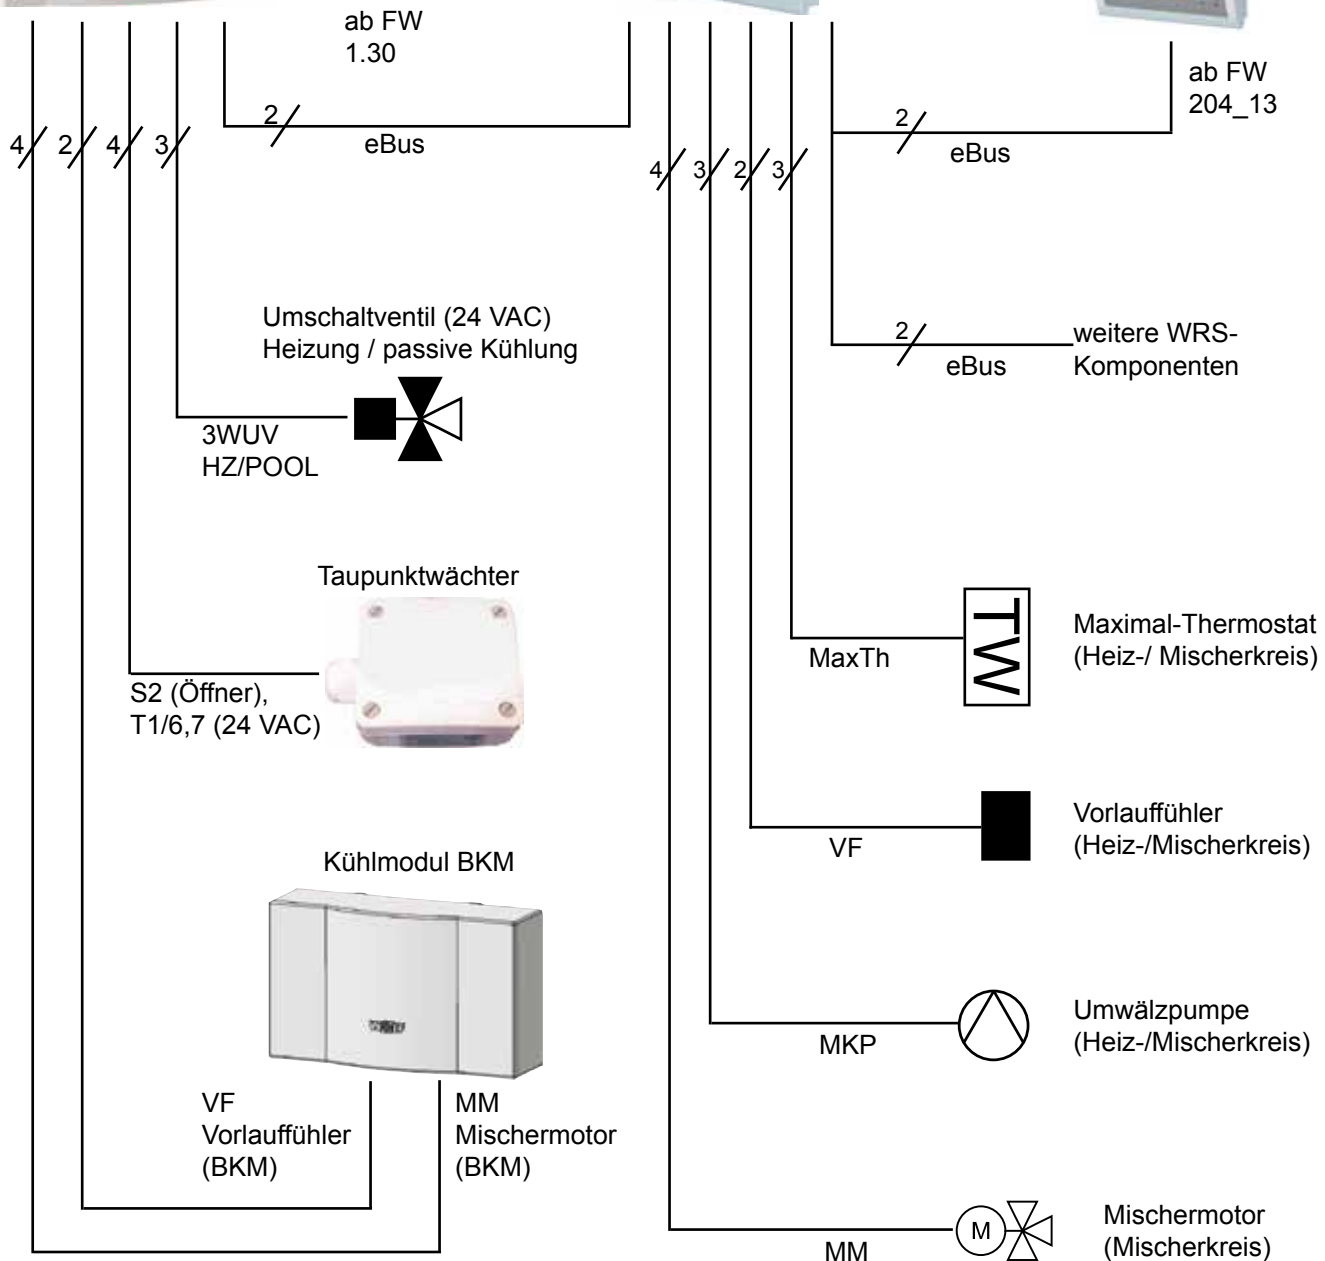 ab FW
1.30
ab FW
204_13
2
eBus
2
eBus
4
2
4
3
4
3
2
3
Umschaltventil (24 VAC)
Heizung / passive Kühlung
3WUV
HZ/POOL
2
eBus
weitere WRS-
Komponenten
Taupunktwächter
S2 (Öffner),
T1/6,7 (24 VAC)
TW
MaxTh
Maximal-Thermostat
(Heiz-/ Mischerkreis)
VF
Vorlauffühler
(Heiz-/Mischerkreis)
Kühlmodul BKM
VF
Vorlauffühler
(BKM)
MM
Mischermotor
(BKM)
MKP
Umwälzpumpe
(Heiz-/Mischerkreis)
MM
M
Mischermotor
(Mischerkreis)